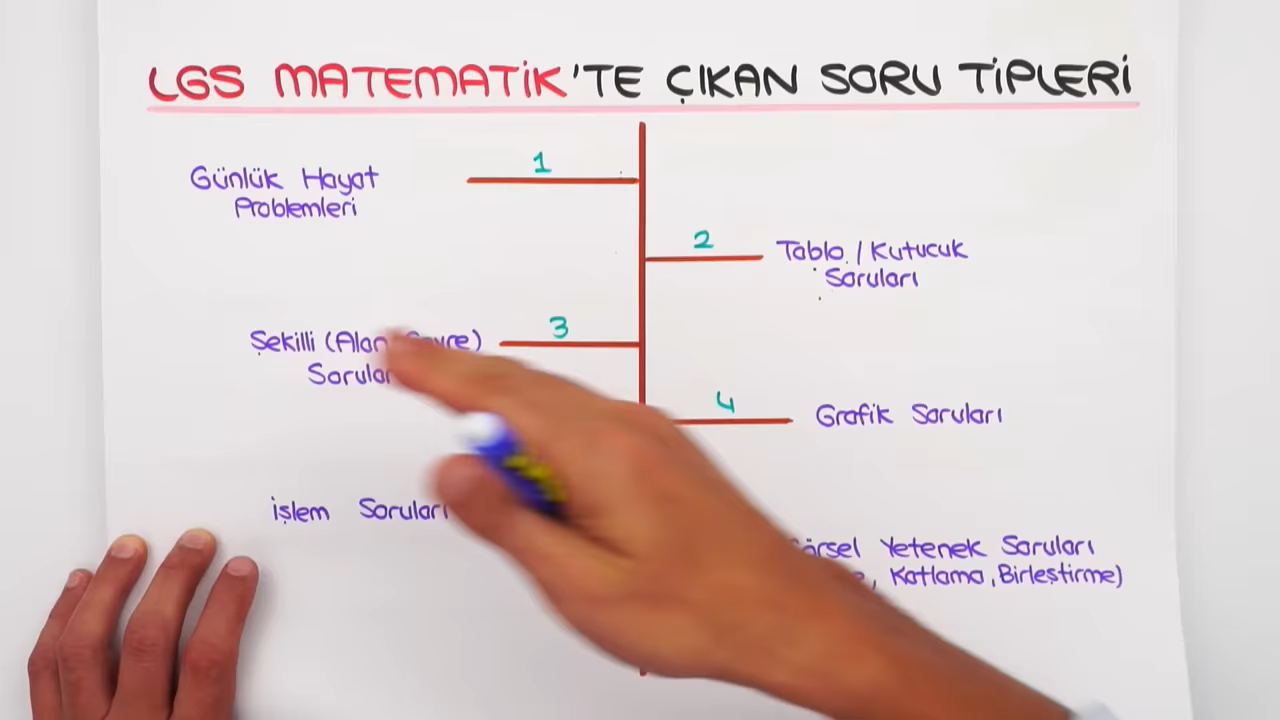 LGS MATEMATİK'TE ÇIKAN SORU TİPLERİ
1
Günlük Hayat
Problemleri
2
Tablo / Kutucuk
Soruları
3
Şekilli (Alan
Sorular
4
Grafik Soruları
İşlem Soruları
Yetenek Soruları
Katlama, Birleştirme)